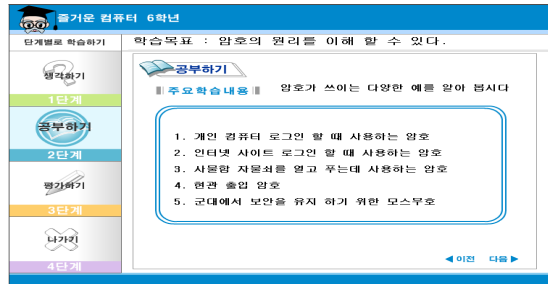 즐거운 컴퓨터 6학년
단계별로 학습하기
학습목표 : 암호의 원리를 이해 할 수 있다.
생각하기
1단계
공부하기
2단계
평가하기
3단계
나가기
4단계
공부하기
주요학습내용
암호가 쓰이는 다양한 예를 알아 봅시다
1. 개인 컴퓨터 로그인 할 때 사용하는 암호
2. 인터넷 사이트 로그인 할 때 사용하는 암호
3. 사물함 자물쇠를 열고 푸는데 사용하는 암호
4. 현관 출입 암호
5. 군대에서 보안을 유지 하기 위한 모스무호
◀이전 다음▶